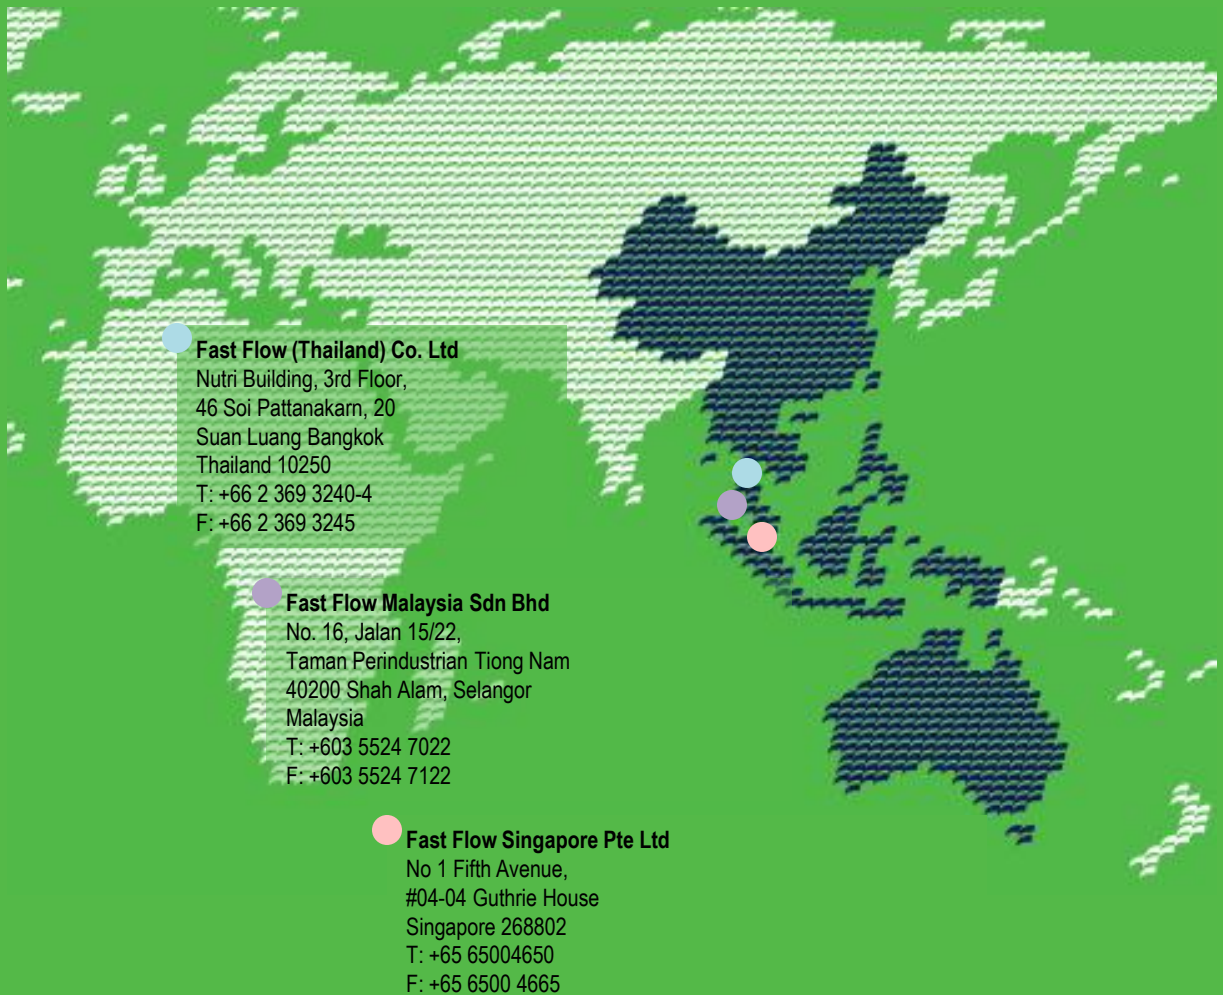 Fast Flow (Thailand) Co. Ltd
Nutri Building, 3rd Floor,
46 Soi Pattanakarn, 20
Suan Luang Bangkok
Thailand 10250
T: +66 2 369 3240-4
F: +66 2 369 3245
Fast Flow Malaysia Sdn Bhd
No. 16, Jalan 15/22,
Taman Perindustrian Tiong Nam
40200 Shah Alam, Selangor
Malaysia
T: +603 5524 7022
F: +603 5524 7122
Fast Flow Singapore Pte Ltd
No 1 Fifth Avenue,
#04-04 Guthrie House
Singapore 268802
T: +65 65004650
F: +65 6500 4665